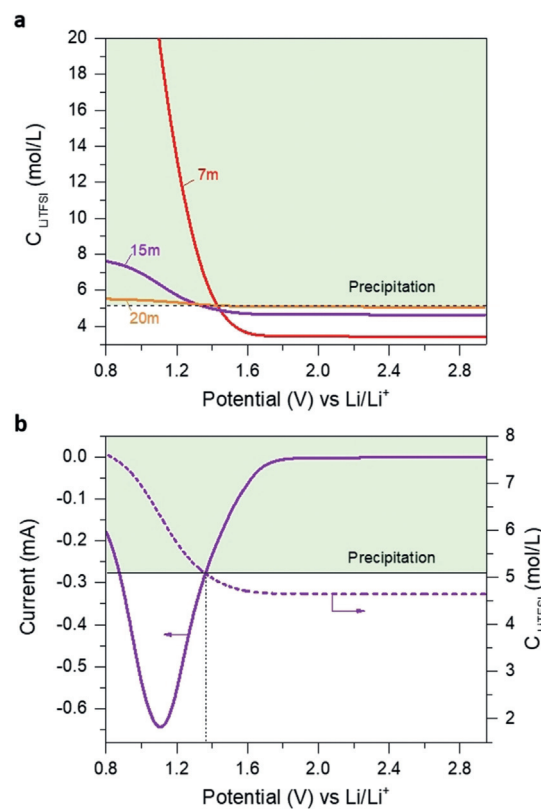 a
20
18
16
14
12
10
8
6
4
C LiTFSI (mol/L)
7m
15m
20m
Precipitation
0.8 1.2 1.6 2.0 2.4 2.8
Potential (V) vs Li/Li+
b
0.0
-0.1
-0.2
-0.3
-0.4
-0.5
-0.6
Current (mA)
Precipitation
8
7
6
5
4
3
2
C LiTFSI (mol/L)
0.8 1.2 1.6 2.0 2.4 2.8
Potential (V) vs Li/Li+